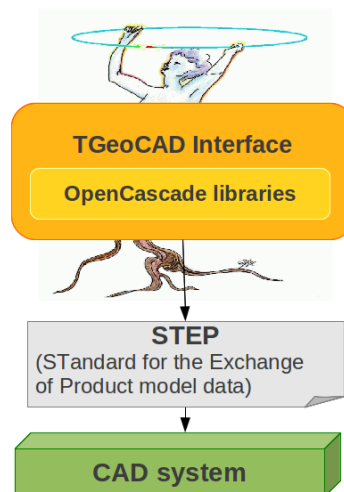 TGeoCAD Interface
OpenCascade libraries
STEP
(STandard for the Exchange
of Product model data)
CAD system